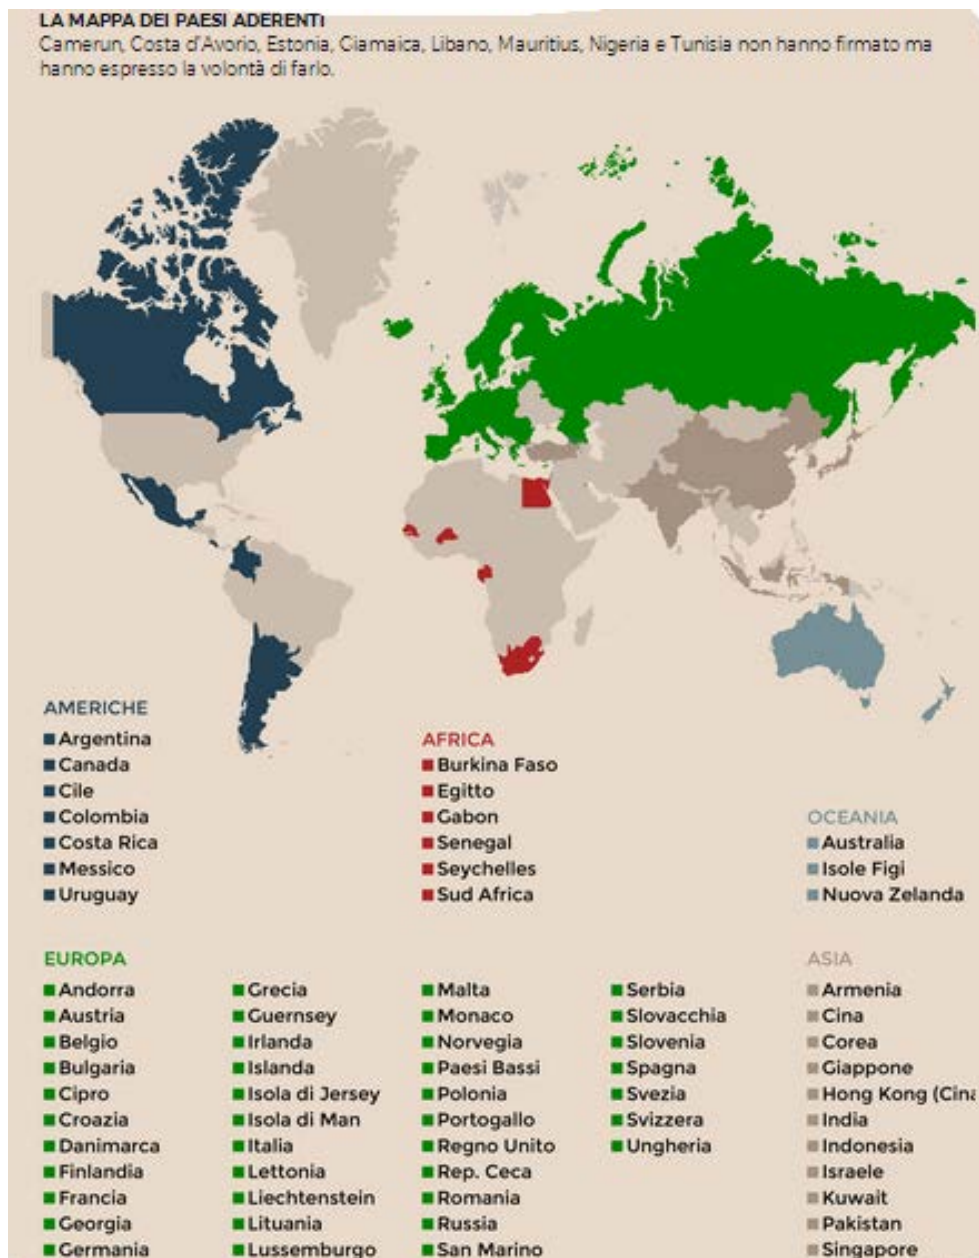 LA MAPPA DEI PAESI ADERENTI
Camerun, Costa d'Avorio, Estonia, Giamaica, Libano, Mauritius, Nigeria e Tunisia non hanno firmato ma
hanno espresso la volontà di farlo.
AMERICHE
Argentina
Canada
Cile
Colombia
Costa Rica
Messico
Uruguay
AFRICA
Burkina Faso
Egitto
Gabon
Senegal
Seychelles
Sud Africa
OCEANIA
Australia
Isole Figi
Nuova Zelanda
EUROPA
Andorra
Austria
Belgio
Bulgaria
Cipro
Croazia
Danimarca
Finlandia
Francia
Georgia
Germania
Grecia
Guernsey
Irlanda
Islanda
Isola di Jersey
Isola di Man
Italia
Lettonia
Liechtenstein
Lituania
Lussemburgo
Malta
Monaco
Norvegia
Paesi Bassi
Polonia
Portogallo
Regno Unito
Rep. Ceca
Romania
Russia
San Marino
Serbia
Slovacchia
Slovenia
Spagna
Svezia
Svizzera
Ungheria
ASIA
Armenia
Cina
Corea
Giappone
Hong Kong (Cina
India
Indonesia
Israele
Kuwait
Pakistan
Singapore